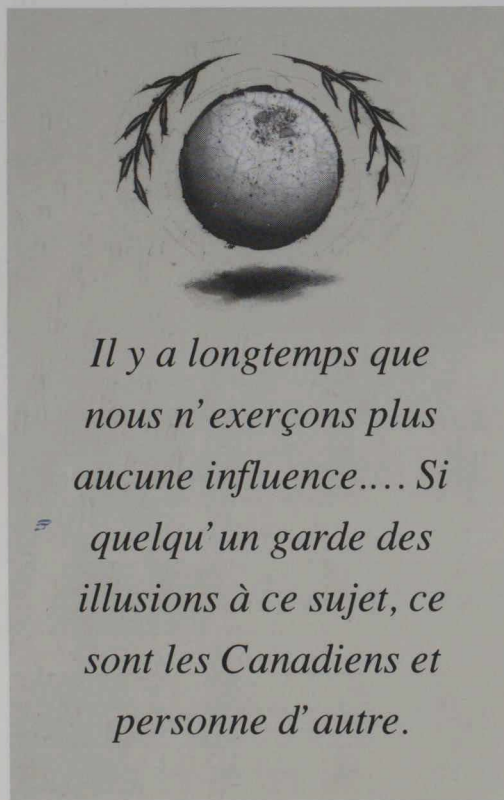 Il y a longtemps que
nous n'exerçons plus
aucune influence.... Si
quelqu'un garde des
illusions à ce sujet, ce
sont les Canadiens et
personne d'autre.